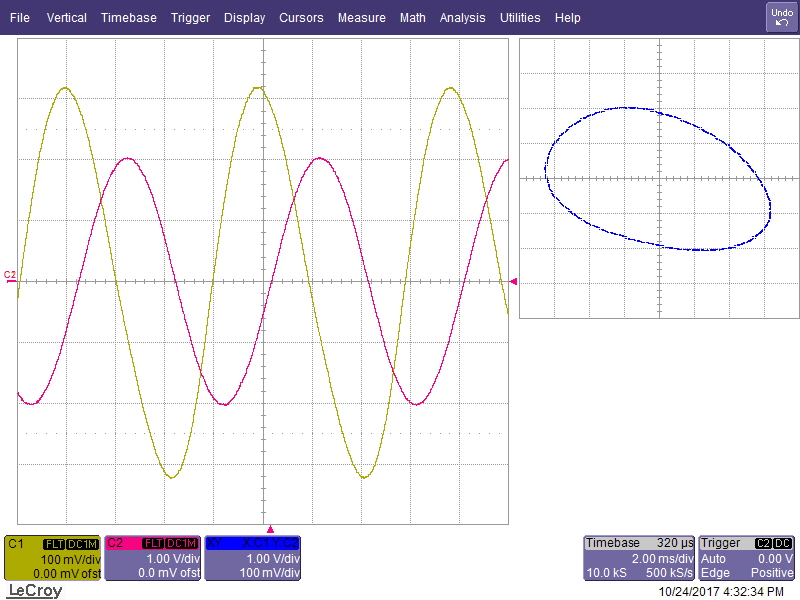 File Vertical Timebase Trigger Display Cursors Measure Math Analysis Utilities Help
Undo
C2
C1 FLT DC1M
100 mV/div
0.00 mV ofst
C2 FLT DC1M
1.00 V/div
0.0 mV ofst
XY X:C1 Y:C2
1.00 V/div
100 mV/div
Timebase 320 µs
2.00 ms/div
10.0 kS 500 kS/s
Trigger C2 DC
Auto 0.00 V
Edge Positive
LeCroy
10/24/2017 4:32:34 PM